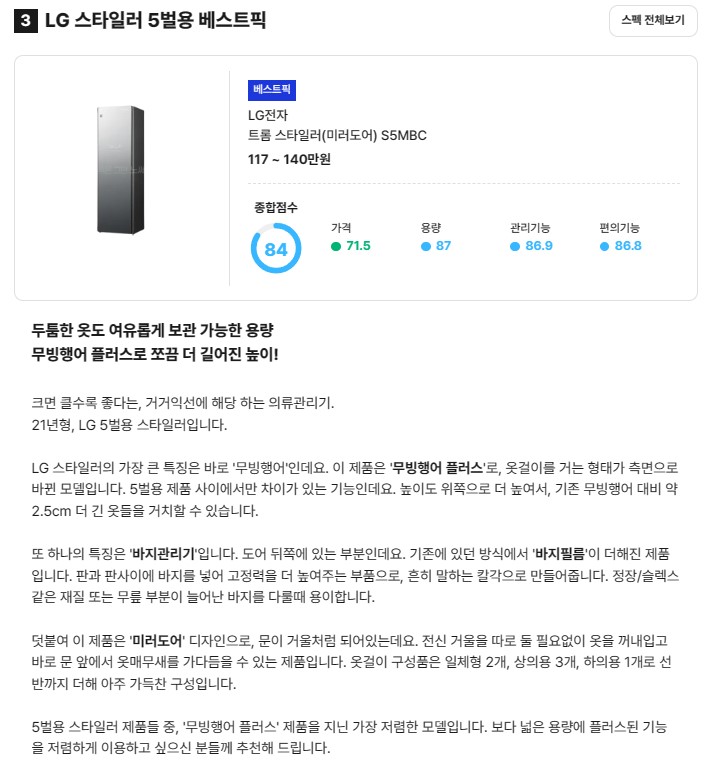 3 LG 스타일러 5벌용 베스트픽
스펙 전체보기
베스트픽
LG전자
트롬 스타일러(미러도어) S5MBC
117 ~ 140만원
종합점수
84
가격
71.5
용량
87
관리기능
86.9
편의기능
86.8
두툼한 옷도 여유롭게 보관 가능한 용량
무빙행어 플러스로 쪼끔 더 길어진 높이!
크면 클수록 좋다는, 거거익선에 해당 하는 의류관리기.
21년형, LG 5벌용 스타일러입니다.
LG 스타일러의 가장 큰 특징은 바로 '무빙행어'인데요. 이 제품은 '무빙행어 플러스'로, 옷걸이를 거는 형태가 측면으로
바뀐 모델입니다. 5벌용 제품 사이에서만 차이가 있는 기능인데요. 높이도 위쪽으로 더 높여서, 기존 무빙행어 대비 약
2.5cm 더 긴 옷들을 거치할 수 있습니다.
또 하나의 특징은 '바지관리기'입니다. 도어 뒤쪽에 있는 부분인데요. 기존에 있던 방식에서 '바지필름'이 더해진 제품
입니다. 판과 판사이에 바지를 넣어 고정력을 더 높여주는 부품으로, 흔히 말하는 칼각으로 만들어줍니다. 정장/슬렉스
같은 재질 또는 무릎 부분이 늘어난 바지를 다룰때 용이합니다.
덧붙여 이 제품은 '미러도어' 디자인으로, 문이 거울처럼 되어있는데요. 전신 거울을 따로 둘 필요없이 옷을 꺼내입고
바로 문 앞에서 옷매무새를 가다듬을 수 있는 제품입니다. 옷걸이 구성품은 일체형 2개, 상의용 3개, 하의용 1개로 선
반까지 더해 아주 가득찬 구성입니다.
5벌용 스타일러 제품들 중, '무빙행어 플러스' 제품을 지닌 가장 저렴한 모델입니다. 보다 넓은 용량에 플러스된 기능
을 저렴하게 이용하고 싶으신 분들께 추천해 드립니다.